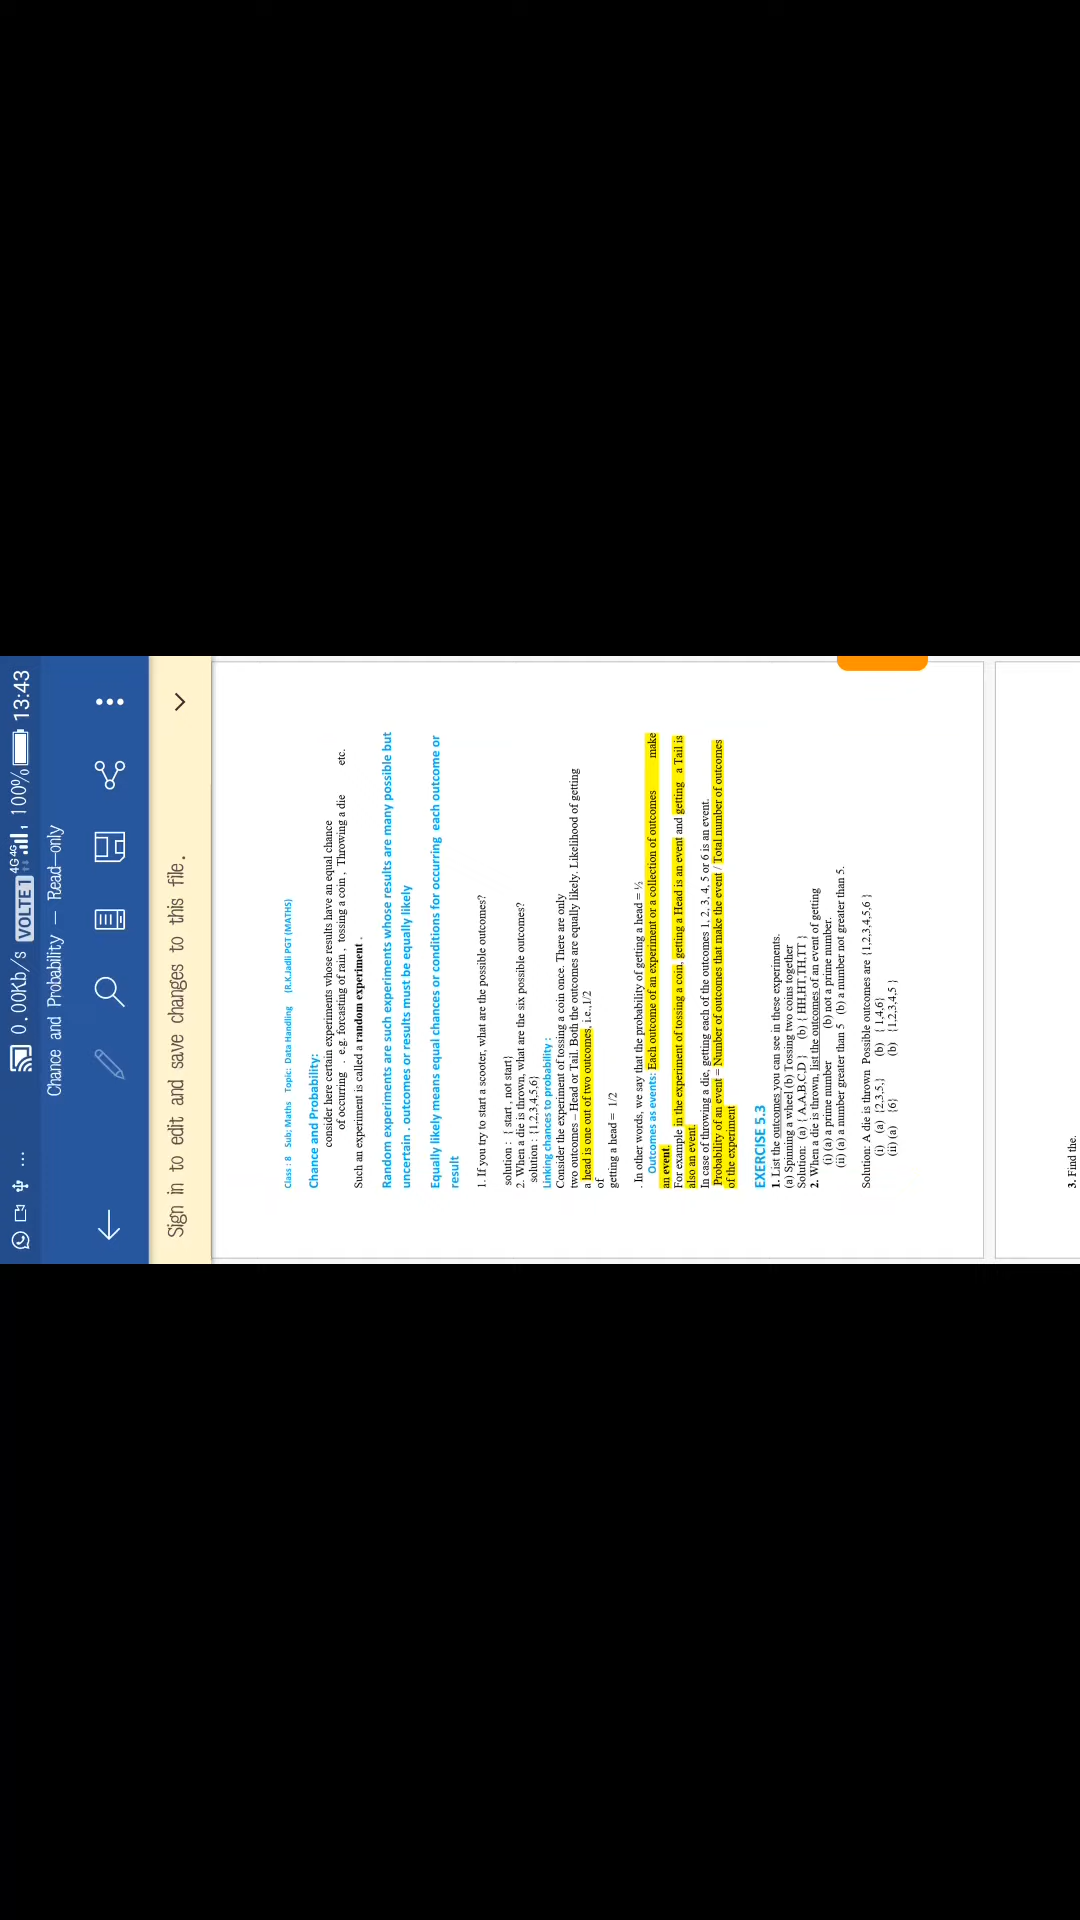 0.00Kb/s VOLTE 1 4G 4G 100% 13:43
Chance and Probability – Read-only
Sign in to edit and save changes to this file.
Class : 8 Sub; Maths Topic: Data Handling (R.K.Jadli PGT (MATHS)
Chance and Probability:
consider here certain experiments whose results have an equal chance
of occurring . e.g. forcasting of rain , tossing a coin , Throwing a die etc.
Such an experiment is called a random experiment .
Random experiments are such experiments whose results are many possible but
uncertain . outcomes or results must be equally likely
Equally likely means equal chances or conditions for occurring each outcome or
result
1. If you try to start a scooter, what are the possible outcomes?
solution : { start , not start}
2. When a die is thrown, what are the six possible outcomes?
solution : {1,2,3,4,5,6}
Linking chances to probability :
Consider the experiment of tossing a coin once. There are only
two outcomes – Head or Tail. Both the outcomes are equally likely. Likelihood of getting
a head is one out of two outcomes, i.e.,1/2
of
getting a head = 1/2
. In other words, we say that the probability of getting a head = ½
Outcomes as events: Each outcome of an experiment or a collection of outcomes make
an event.
For example in the experiment of tossing a coin, getting a Head is an event and getting a Tail is
also an event.
In case of throwing a die, getting each of the outcomes 1, 2, 3, 4, 5 or 6 is an event.
Probability of an event = Number of outcomes that make the event / Total number of outcomes
of the experiment
EXERCISE 5.3
1. List the outcomes you can see in these experiments.
(a) Spinning a wheel (b) Tossing two coins together
Solution: (a) { A,A,B,C,D } (b) { HH,HT,TH,TT }
2. When a die is thrown, list the outcomes of an event of getting
(i) (a) a prime number (b) not a prime number.
(ii) (a) a number greater than 5 (b) a number not greater than 5.
Solution: A die is thrown Possible outcomes are {1,2,3,4,5,6 }
(i) (a) {2,3,5,} (b) {1,4,6}
(ii) (a) {6} (b) {1,2,3,4,5 }
3. Find the.